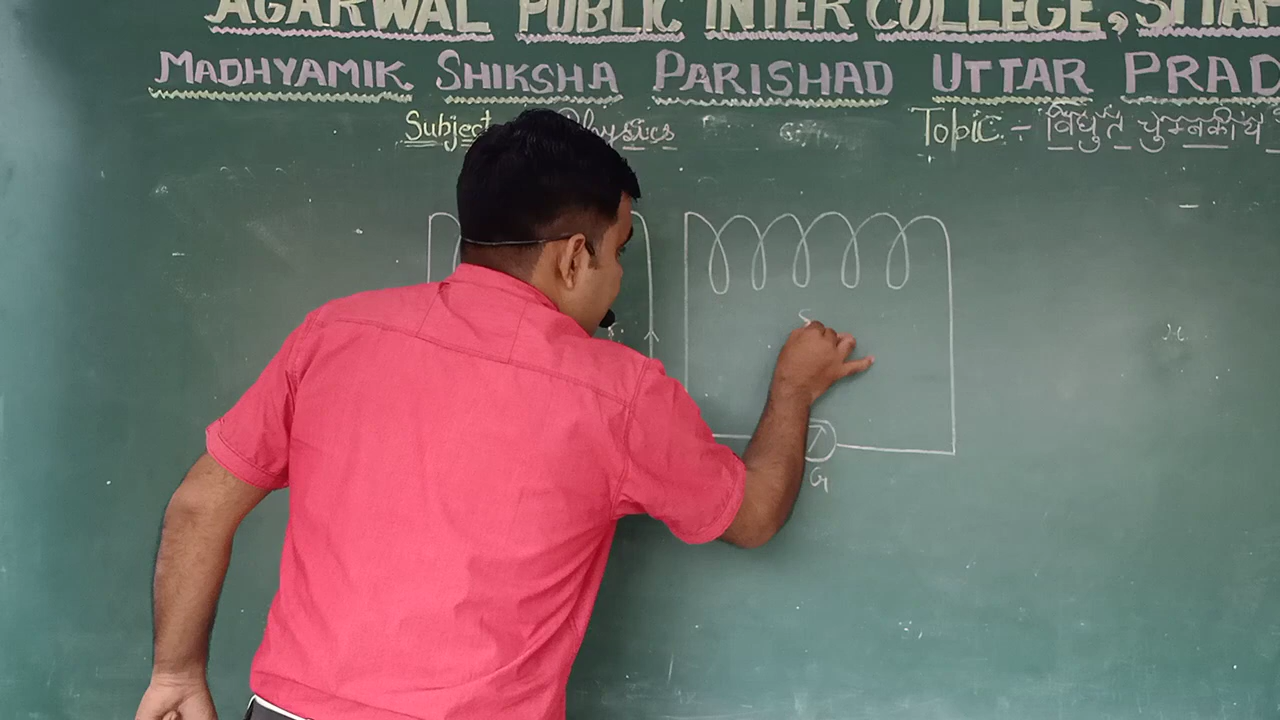 AGARWAL PUBLIC INTER COLLEGE, SITAP
MADHYAMIK SHIKSHA PARISHAD UTTAR PRAD
Subject Physics Topic :- विद्युत चुम्बकीय
S
G